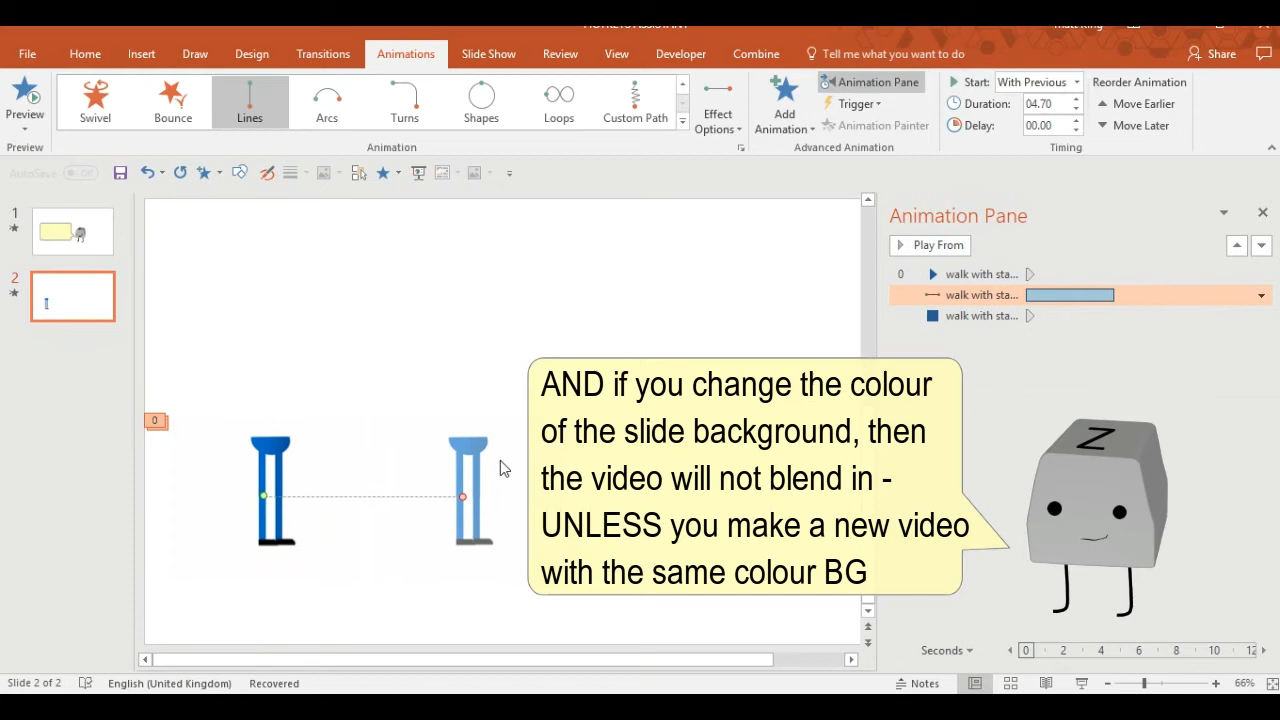 File Home Insert Draw Design Transitions Animations Slide Show Review View Developer Combine Tell me what you want to do Share
Preview
Swivel Bounce Lines Arcs Turns Shapes Loops Custom Path
Effect Options
Add Animation
Animation Pane
Trigger
Animation Painter
Start: With Previous
Duration: 04.70
Delay: 00.00
Reorder Animation
Move Earlier
Move Later
Preview Animation Advanced Animation Timing
AutoSave Off
1
2
0
Animation Pane
Play From
0 walk with sta...
walk with sta...
walk with sta...
AND if you change the colour
of the slide background, then
the video will not blend in -
UNLESS you make a new video
with the same colour BG
Z
Seconds 0 2 4 6 8 10 12
Slide 2 of 2 English (United Kingdom) Recovered Notes 66%